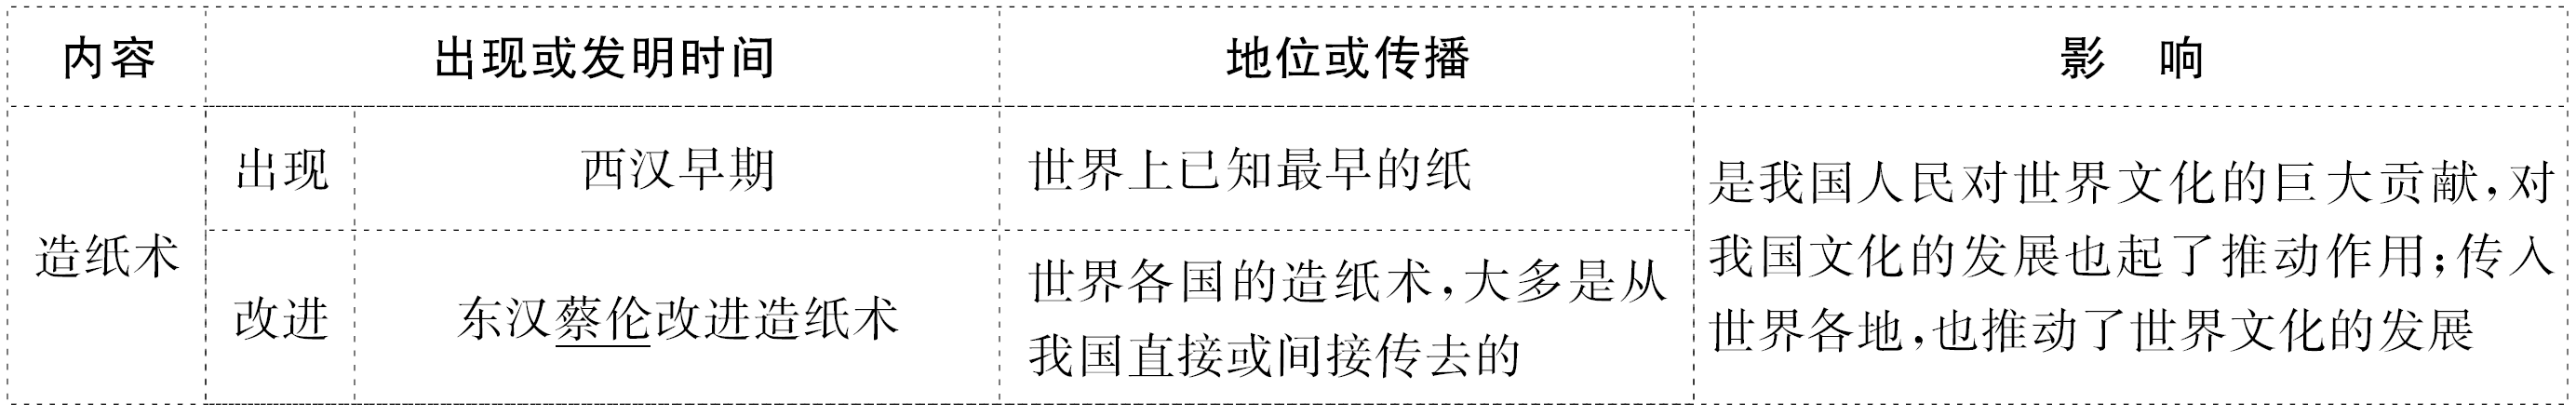 内容 出现或发明时间 地位或传播 影 响
造纸术
出现 西汉早期 世界上已知最早的纸
改进 东汉蔡伦改进造纸术 世界各国的造纸术,大多是从
我国直接或间接传去的
是我国人民对世界文化的巨大贡献,对
我国文化的发展也起了推动作用;传入
世界各地,也推动了世界文化的发展